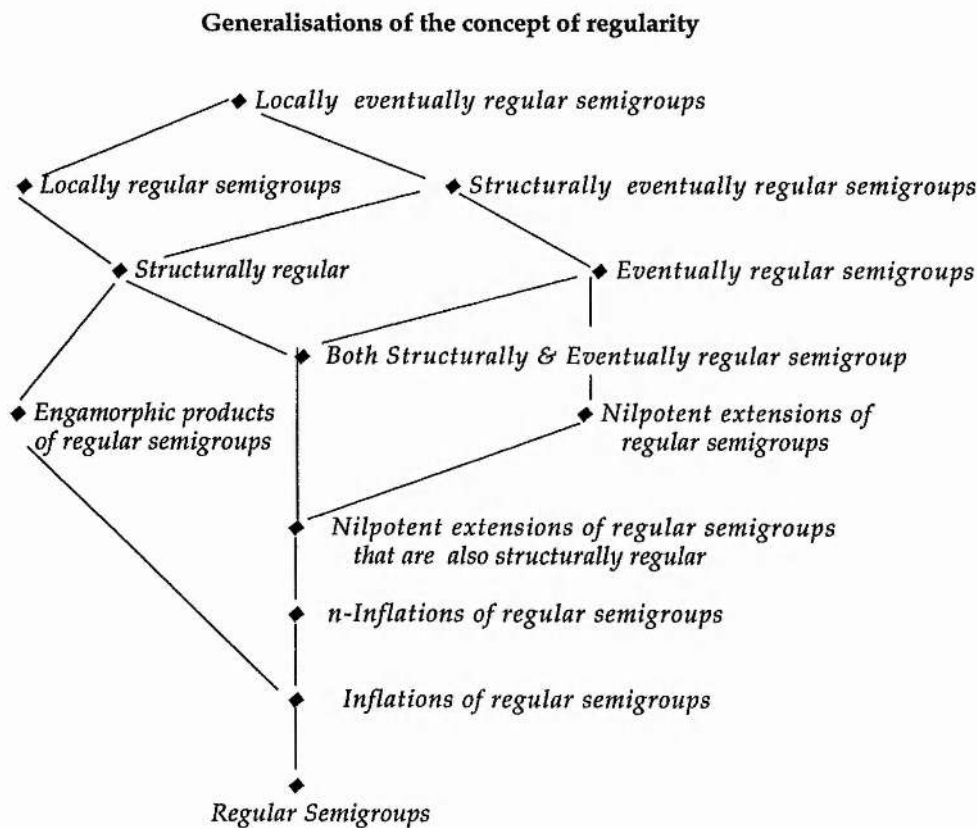 Generalisations of the concept of regularity
Locally eventually regular semigroups
Locally regular semigroups
Structurally eventually regular semigroups
Structurally regular
Eventually regular semigroups
Both Structurally & Eventually regular semigroup
Engamorphic products
of regular semigroups
Nilpotent extensions of
regular semigroups
Nilpotent extensions of regular semigroups
that are also structurally regular
n-Inflations of regular semigroups
Inflations of regular semigroups
Regular Semigroups